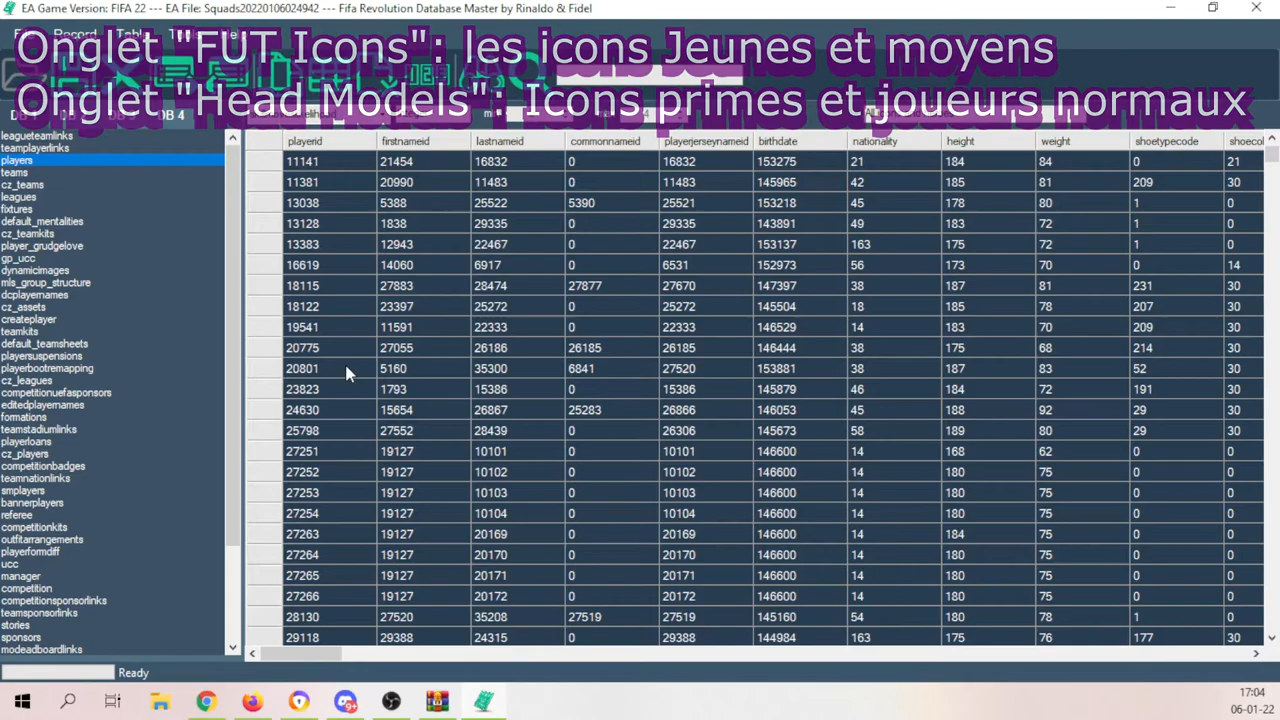 EA Game Version: FIFA 22 --- EA File: Squads20220106024942 --- Fifa Revolution Database Master by Rinaldo & Fidel
Onglet "FUT Icons": les icons Jeunes et moyens
Onglet "Head Models": Icons primes et joueurs normaux
DB 4
leagueteamlinks
teamplayerlinks
players
teams
cz_teams
leagues
fixtures
default_mentalities
cz_teamkits
player_grudgelove
gp_ucc
dynamicimages
mls_group_structure
dcplayernames
cz_assets
createplayer
teamkits
default_teamsheets
playersuspensions
playerbootremapping
cz_leagues
competitionuefasponsors
editedplayernames
formations
teamstadiumlinks
playerloans
cz_players
competitionbadges
teamnationlinks
smplayers
bannerplayers
referee
competitionkits
outfitarrangements
playerformdiff
ucc
manager
competition
competitionsponsorlinks
teamsponsorlinks
stories
sponsors
modeadboardlinks
playerid firstnameid lastnameid commonnameid playerjerseynameid birthdate nationality height weight shoetypecode shoecol
11141 21454 16832 0 16832 153275 21 184 84 0 21
11381 20990 11483 0 11483 145965 42 185 81 209 30
13038 5388 25522 5390 25521 153218 45 178 80 1 0
13128 1838 29335 0 29335 143891 49 183 72 1 0
13383 12943 22467 0 22467 153137 163 175 72 1 0
16619 14060 6917 0 6531 152973 56 173 70 0 14
18115 27883 28474 27877 27670 147397 38 187 81 231 30
18122 23397 25272 0 25272 145504 18 185 78 207 30
19541 11591 22333 0 22333 146529 14 183 70 209 30
20775 27055 26186 26185 26185 146444 38 175 68 214 30
20801 5160 35300 6841 27520 153881 38 187 83 52 30
23823 1793 15386 0 15386 145879 46 184 72 191 30
24630 15654 26867 25283 26866 146053 45 188 92 29 30
25798 27552 28439 0 26306 145673 58 189 80 29 30
27251 19127 10101 0 10101 146600 14 168 62 0 0
27252 19127 10102 0 10102 146600 14 180 75 0 0
27253 19127 10103 0 10103 146600 14 180 75 0 0
27254 19127 10104 0 10104 146600 14 180 75 0 0
27263 19127 20169 0 20169 146600 14 184 75 0 0
27264 19127 20170 0 20170 146600 14 180 75 0 0
27265 19127 20171 0 20171 146600 14 180 75 0 0
27266 19127 20172 0 20172 146600 14 180 75 0 0
28130 27520 35208 27519 27519 145160 54 180 78 1 0
29118 29388 24315 0 29388 144984 163 175 76 177 30
Ready
9+
17:04
06-01-22